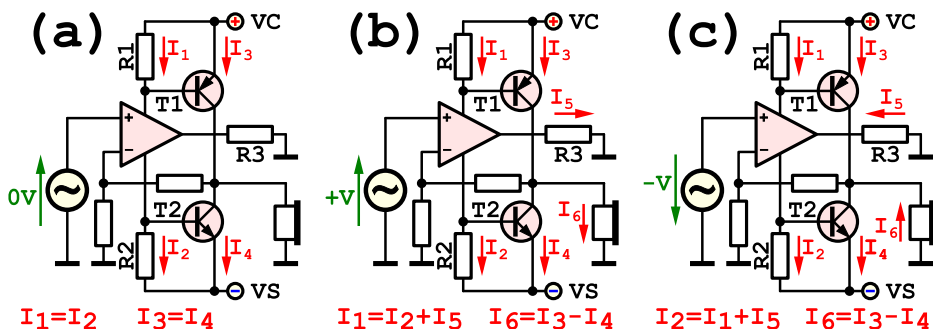 (a)
VC
R1
I1
I3
T1
+
−
R3
0V
T2
R2
I2
I4
VS
I1=I2
I3=I4
(b)
VC
R1
I1
I3
T1
I5
+
−
R3
+V
T2
I6
R2
I2
I4
VS
I1=I2+I5
I6=I3-I4
(c)
VC
R1
I1
I3
T1
I5
+
−
R3
-V
T2
I6
R2
I2
I4
VS
I2=I1+I5
I6=I3-I4